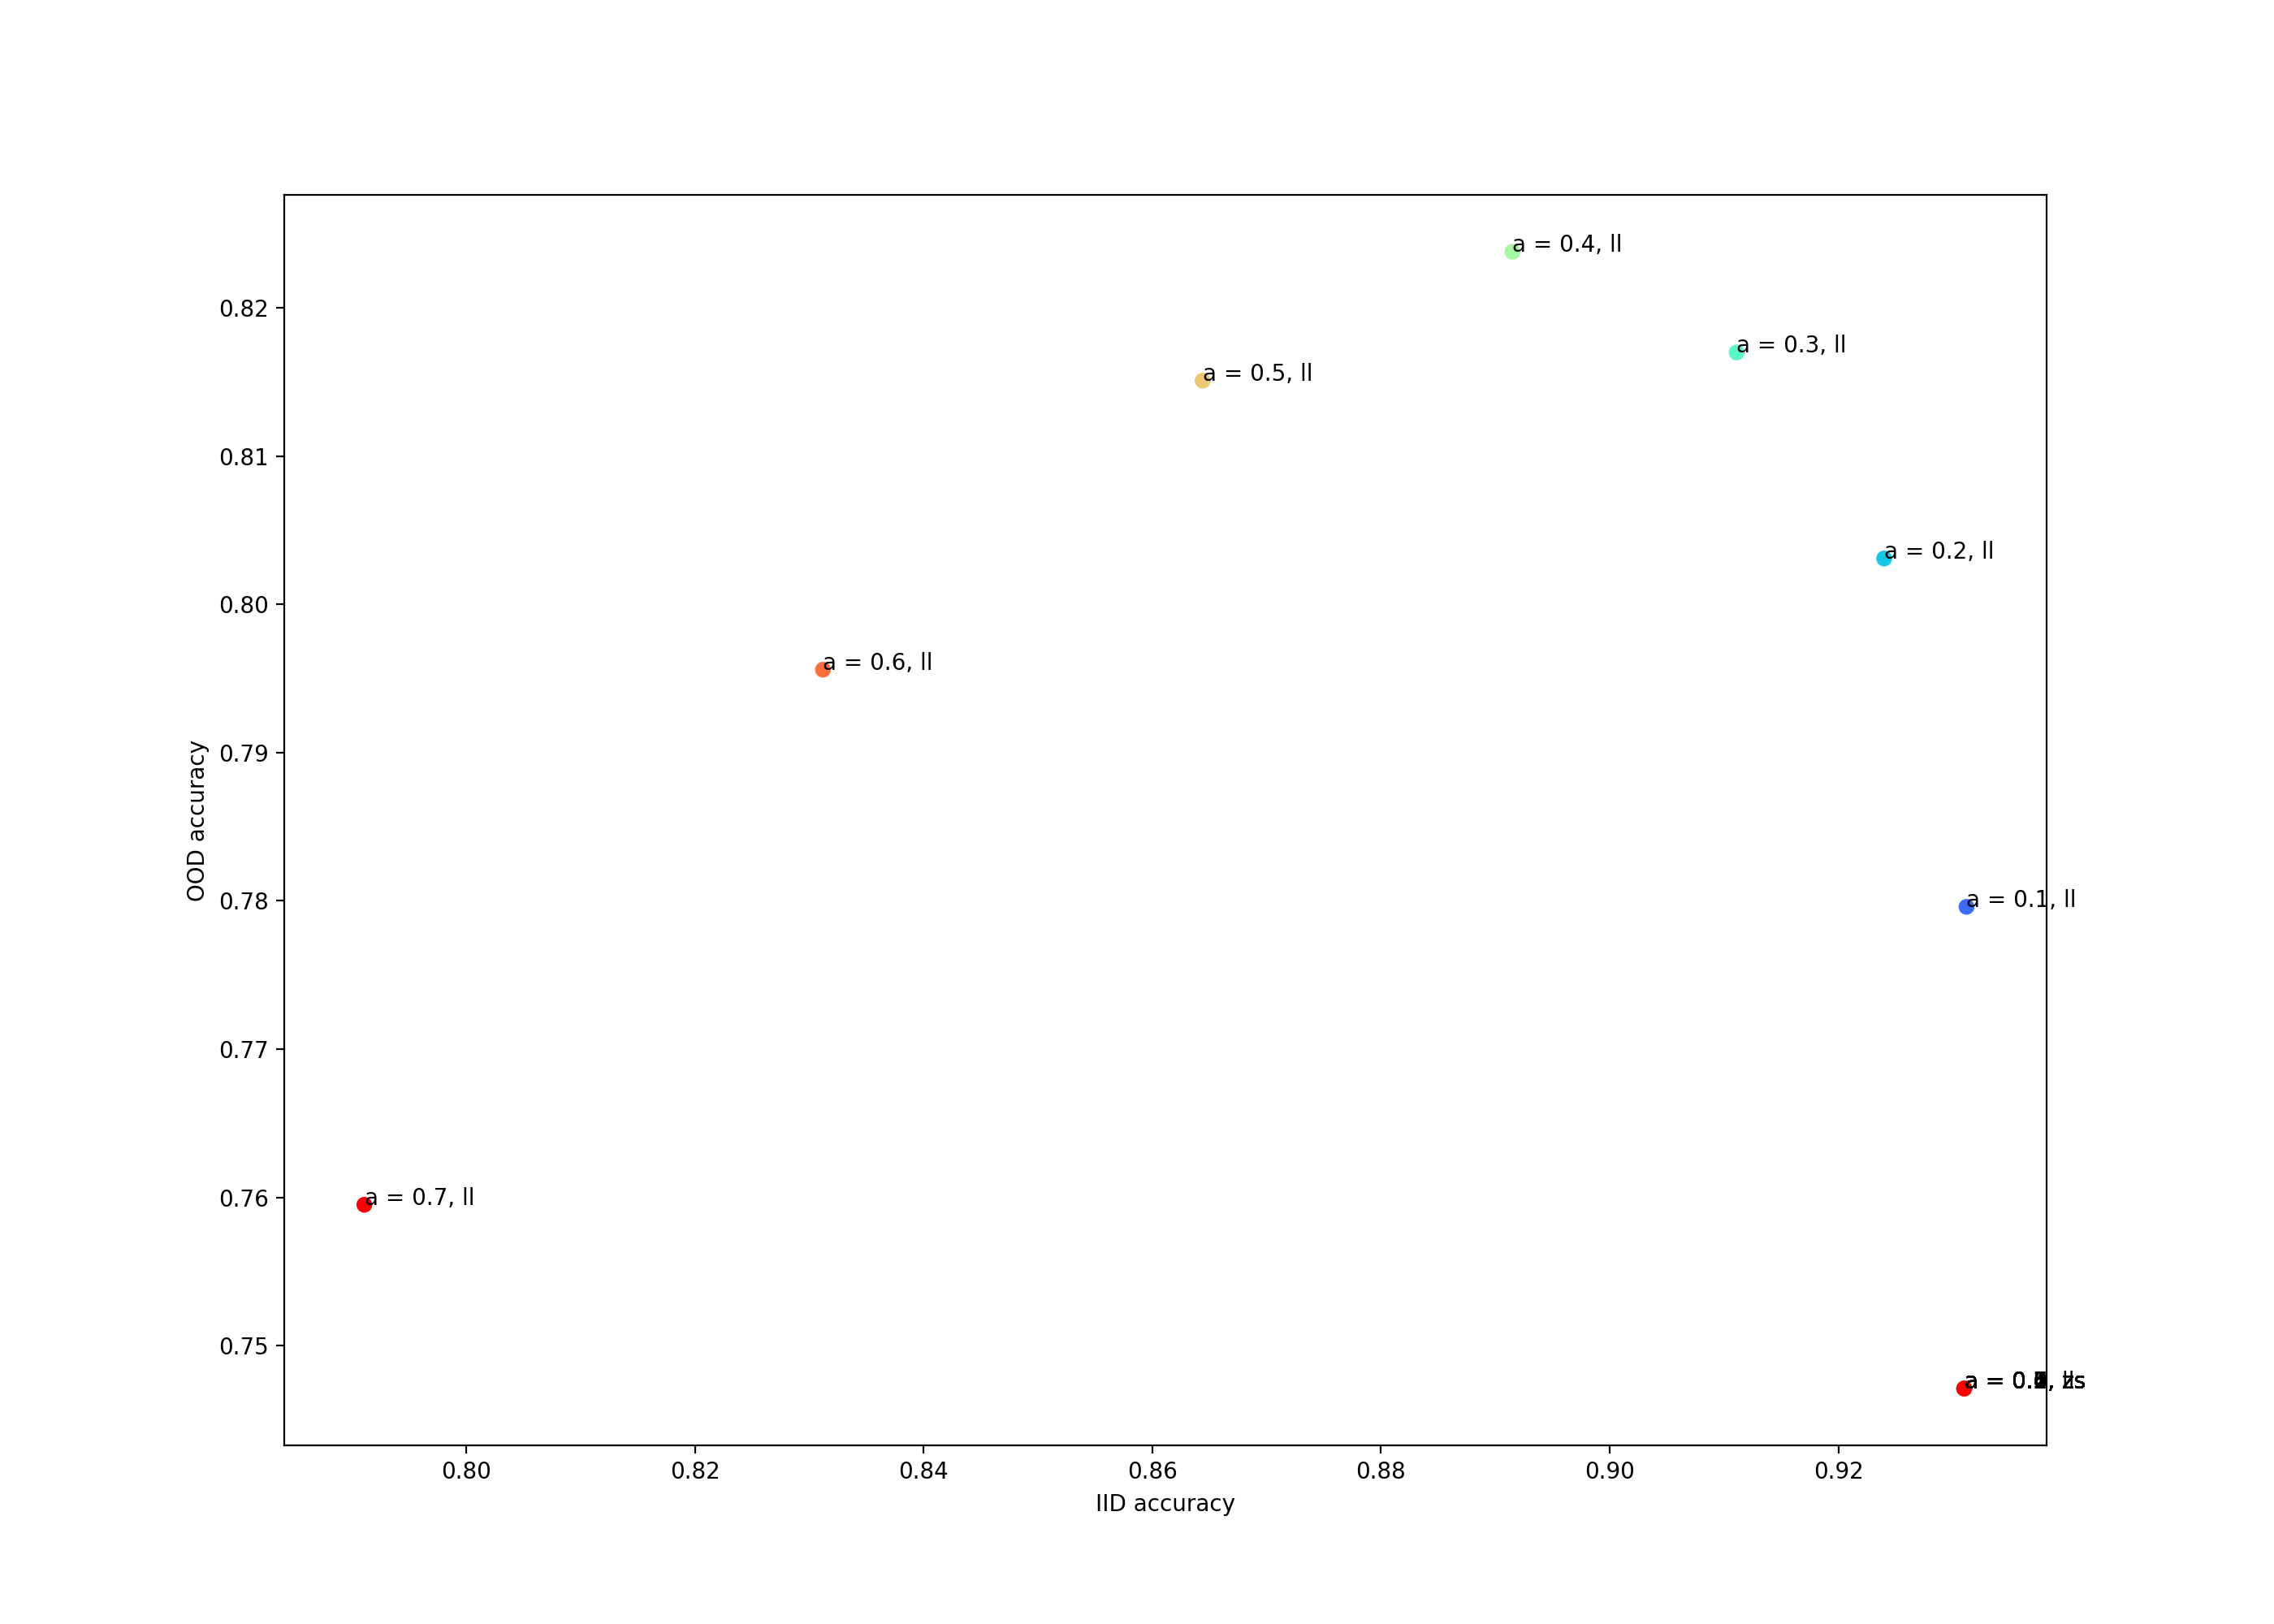 a = 0.4, ll
0.82
a = 0.3, ll
a = 0.5, ll
0.81
a = 0.2, ll
0.80
a = 0.6, ll
0.79
OOD accuracy
0.78
a = 0.1, ll
0.77
0.76
a = 0.7, ll
0.75
a = 0.
0.80
0.82
0.84
0.86
0.88
0.90
0.92
IID accuracy